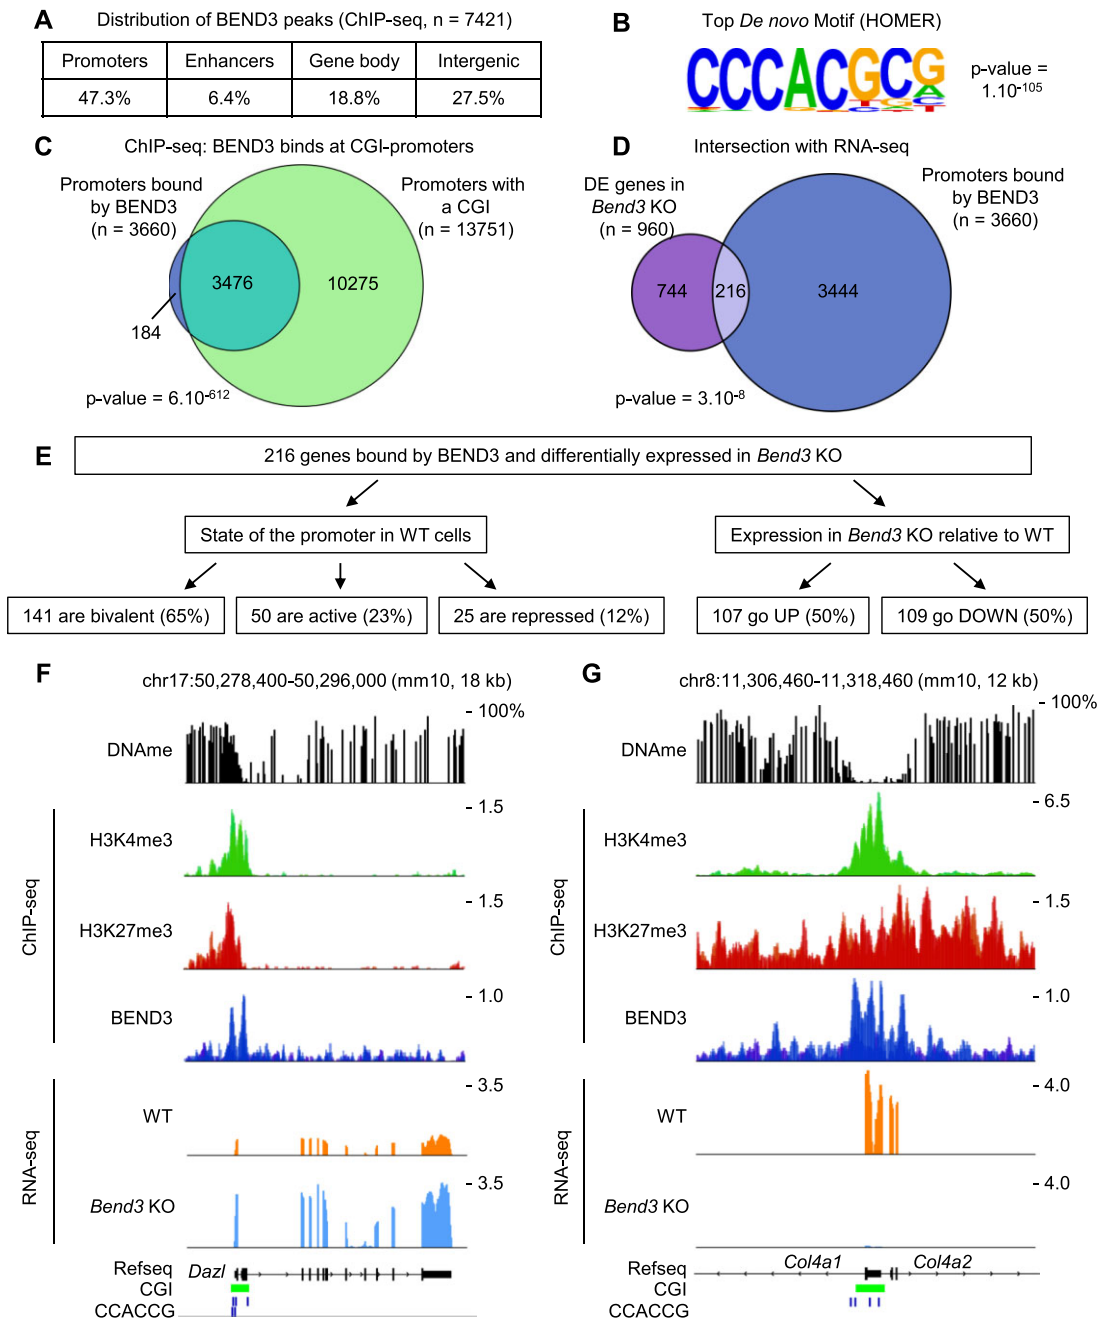 A
Distribution of BEND3 peaks (ChIP-seq, n = 7421)
Promoters Enhancers Gene body Intergenic
47.3% 6.4% 18.8% 27.5%
B
Top De novo Motif (HOMER)
CCCACGCG
p-value =
1.10-105
C
ChIP-seq: BEND3 binds at CGI-promoters
Promoters bound
by BEND3
(n = 3660)
Promoters with
a CGI
(n = 13751)
3476
10275
184
p-value = 6.10-612
D
Intersection with RNA-seq
DE genes in
Bend3 KO
(n = 960)
Promoters bound
by BEND3
(n = 3660)
744
216
3444
p-value = 3.10-8
E
216 genes bound by BEND3 and differentially expressed in Bend3 KO
State of the promoter in WT cells
Expression in Bend3 KO relative to WT
141 are bivalent (65%)
50 are active (23%)
25 are repressed (12%)
107 go UP (50%)
109 go DOWN (50%)
F
chr17:50,278,400-50,296,000 (mm10, 18 kb)
- 100%
DNAme
- 1.5
H3K4me3
- 1.5
H3K27me3
- 1.0
BEND3
ChIP-seq
- 3.5
WT
- 3.5
Bend3 KO
RNA-seq
Refseq
Dazl
CGI
CCACCG
G
chr8:11,306,460-11,318,460 (mm10, 12 kb)
- 100%
DNAme
- 6.5
H3K4me3
- 1.5
H3K27me3
- 1.0
BEND3
ChIP-seq
- 4.0
WT
- 4.0
Bend3 KO
RNA-seq
Col4a1
Col4a2
Refseq
CGI
CCACCG